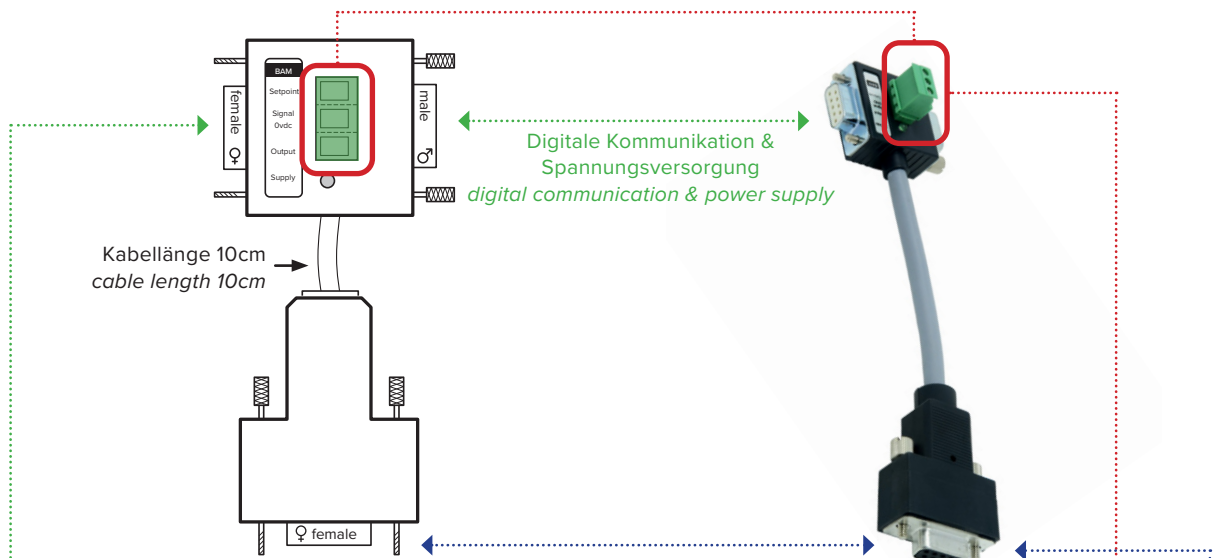 BAM
Setpoint
Signal
0vdc
Output
Supply
female
♀
male
♂
Digitale Kommunikation &
Spannungsversorgung
digital communication & power supply
Kabellänge 10cm
cable length 10cm
♀ female